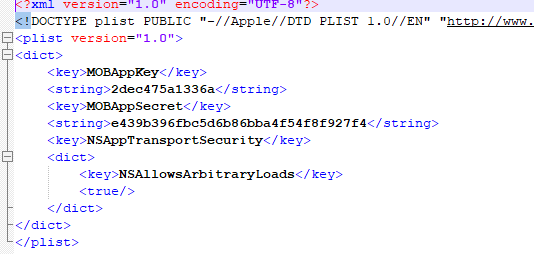 <?xml version="1.0" encoding="UTF-8"?>
<!DOCTYPE plist PUBLIC "-//Apple//DTD PLIST 1.0//EN" "http://www.
<plist version="1.0">
<dict>
<key>MOBAppKey</key>
<string>2dec475a1336a</string>
<key>MOBAppSecret</key>
<string>e439b396fbc5d6b86bba4f54f8f927f4</string>
<key>NSAppTransportSecurity</key>
<dict>
<key>NSAllowsArbitraryLoads</key>
<true/>
</dict>
</dict>
</plist>